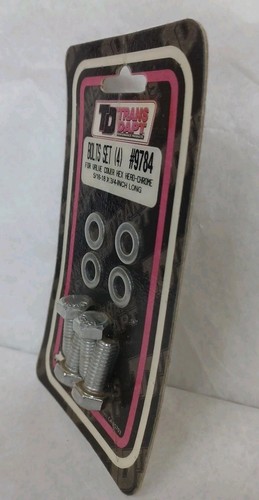 TD TRANS
DAPT
BOLTS SET (4) #9784
FOR VALVE COVER HEX HEAD-CHROME
5/16-18 X 3/4-INCH LONG